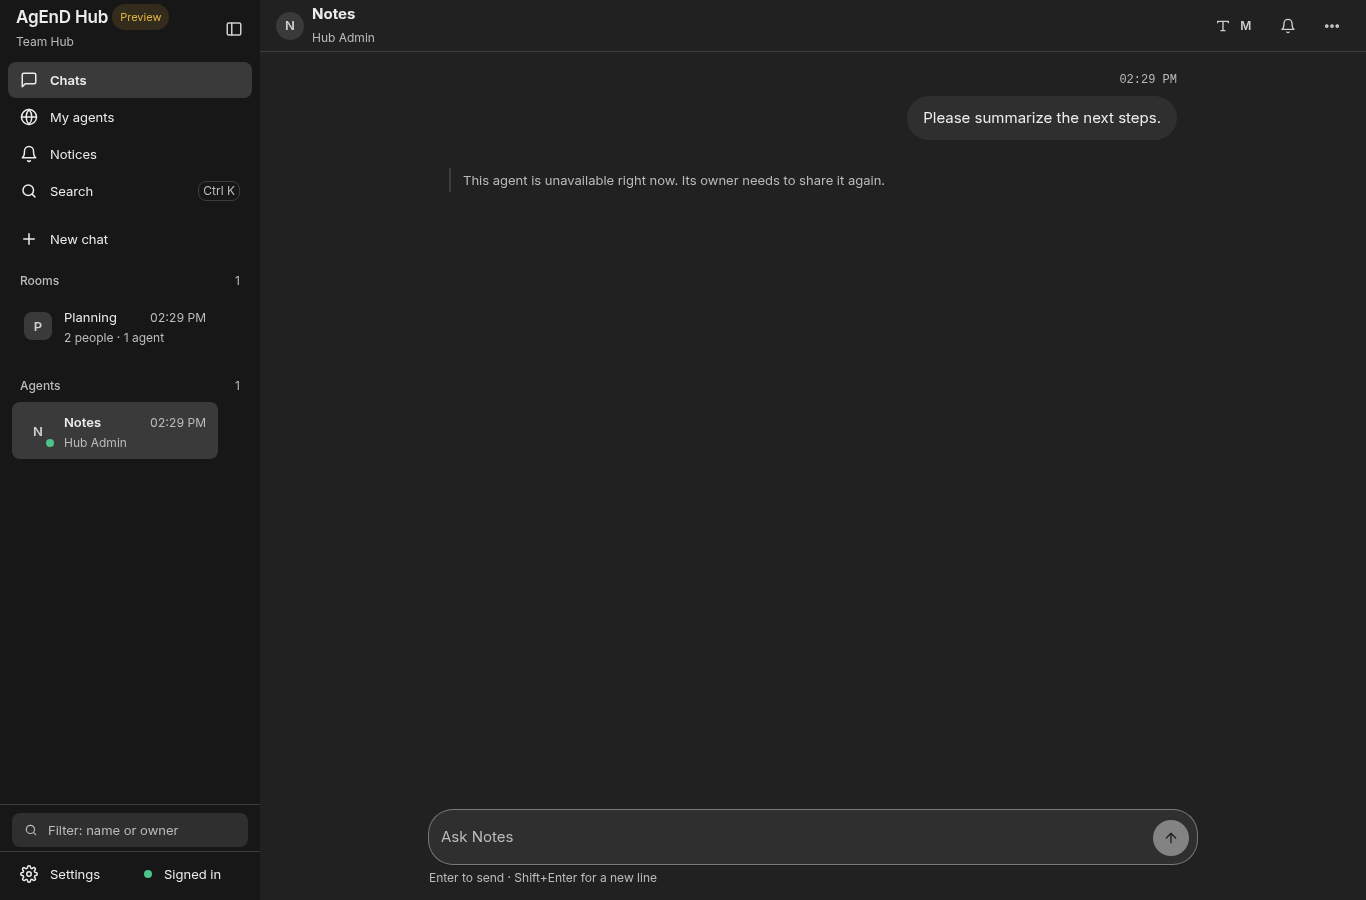 AgEnD Hub Preview
Team Hub
Chats
My agents
Notices
Search Ctrl K
New chat
Rooms 1
P Planning 02:29 PM
2 people · 1 agent
Agents 1
N Notes 02:29 PM
Hub Admin
Filter: name or owner
Settings Signed in
N Notes
Hub Admin
T M
02:29 PM
Please summarize the next steps.
This agent is unavailable right now. Its owner needs to share it again.
Ask Notes
Enter to send · Shift+Enter for a new line